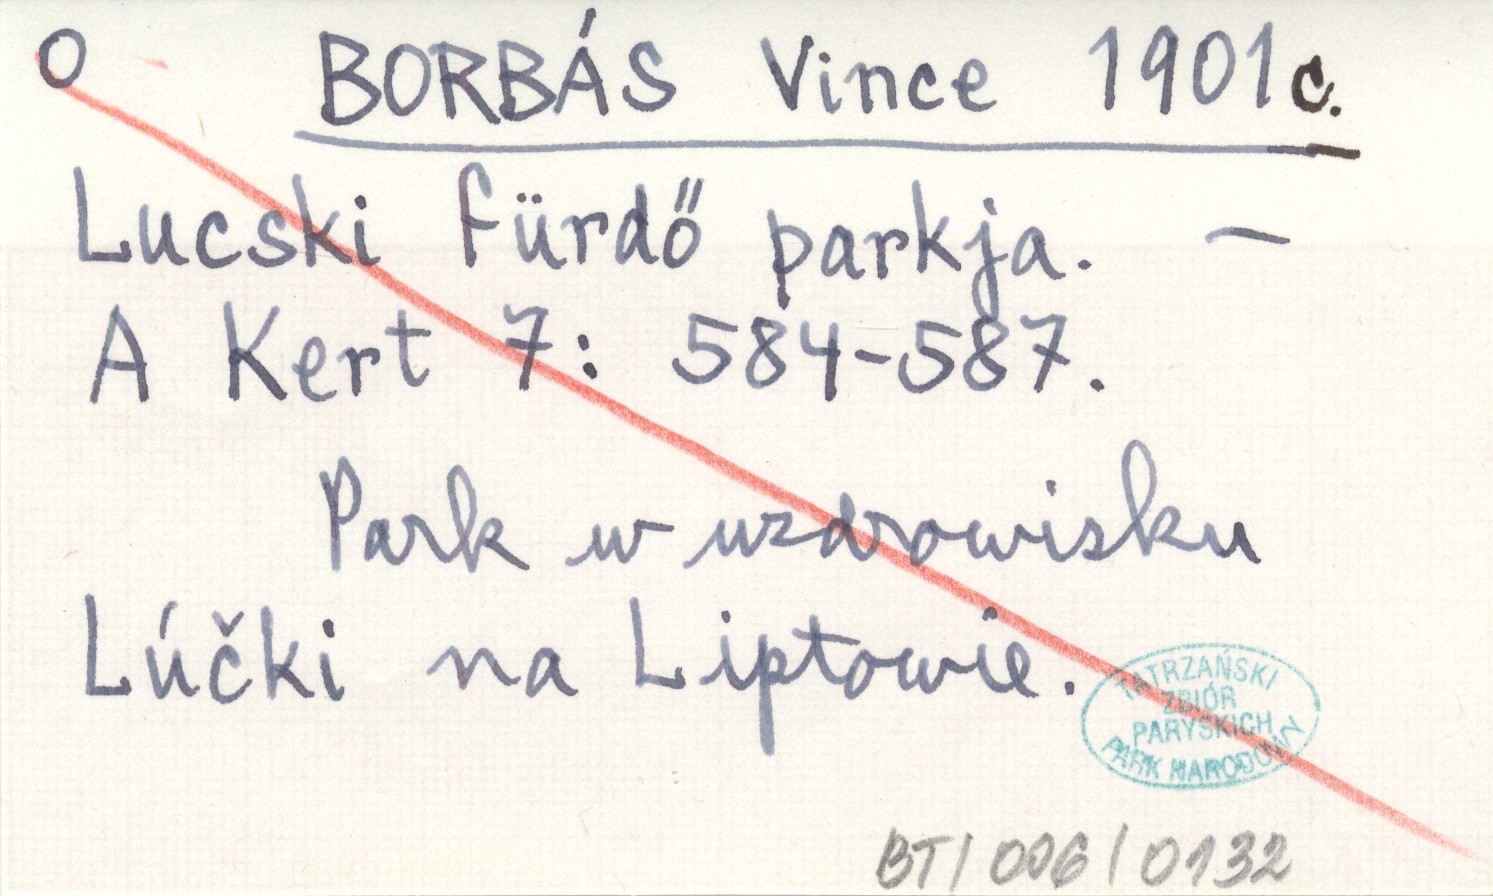 O BORBÁS Vince 1901c.
Lucski fürdő parkja. —
A Kert 7: 584-587.
Park w uzdrowisku
Lúčki na Liptowie.
TATRZAŃSKI
ZBIÓR
PARYSKICH
PARK NARODOWY
BT/006/0132